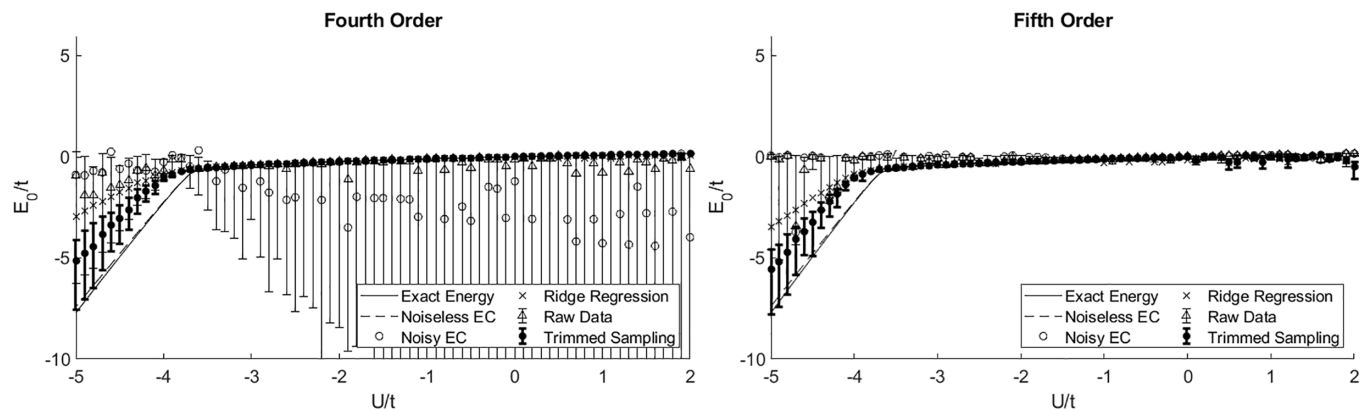 Fourth Order
5
0
-5
-10
E0/t
-5
-4
-3
-2
-1
0
1
2
U/t
Exact Energy
Noiseless EC
Noisy EC
Ridge Regression
Raw Data
Trimmed Sampling
Fifth Order
5
0
-5
-10
E0/t
-5
-4
-3
-2
-1
0
1
2
U/t
Exact Energy
Noiseless EC
Noisy EC
Ridge Regression
Raw Data
Trimmed Sampling